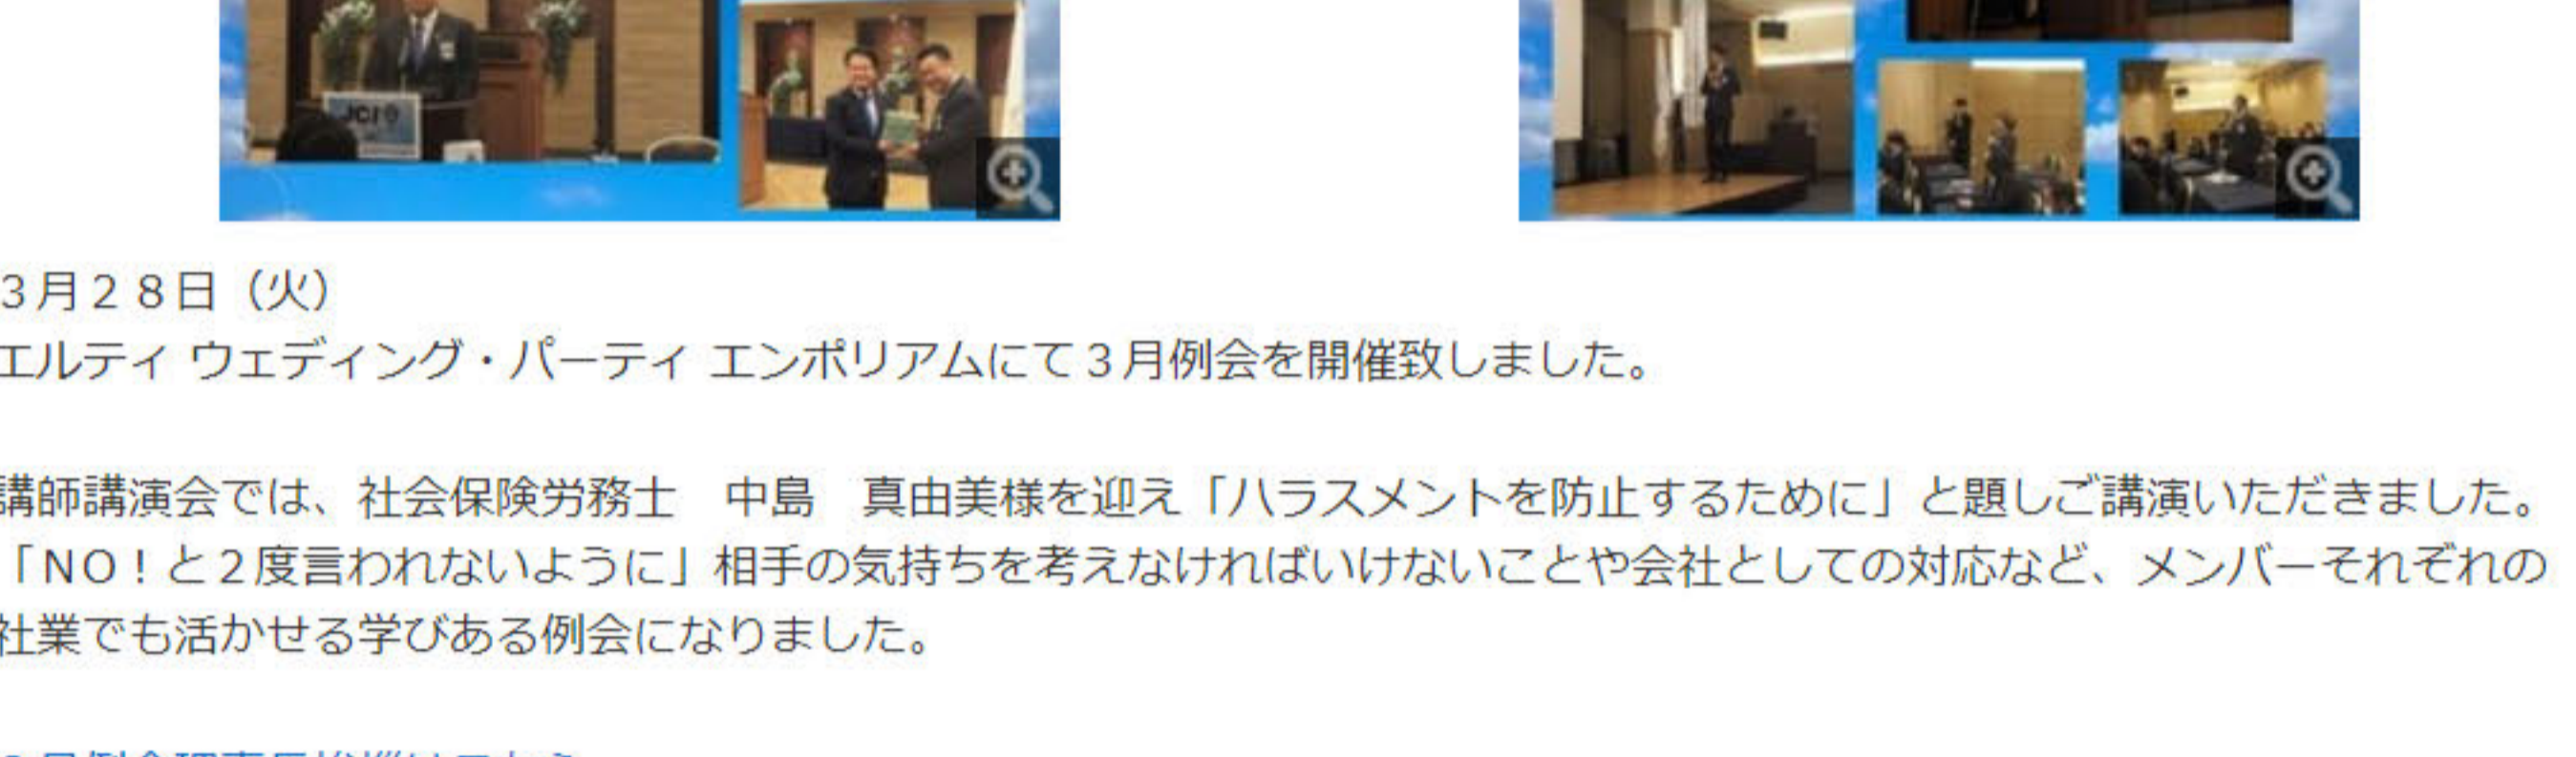 JCI
3月28日（火）
エルティ ウェディング・パーティ エンポリアムにて3月例会を開催致しました。
講師講演会では、社会保険労務士　中島　真由美様を迎え「ハラスメントを防止するために」と題しご講演いただきました。
「NO！と2度言われないように」相手の気持ちを考えなければいけないことや会社としての対応など、メンバーそれぞれの
社業でも活かせる学びある例会になりました。